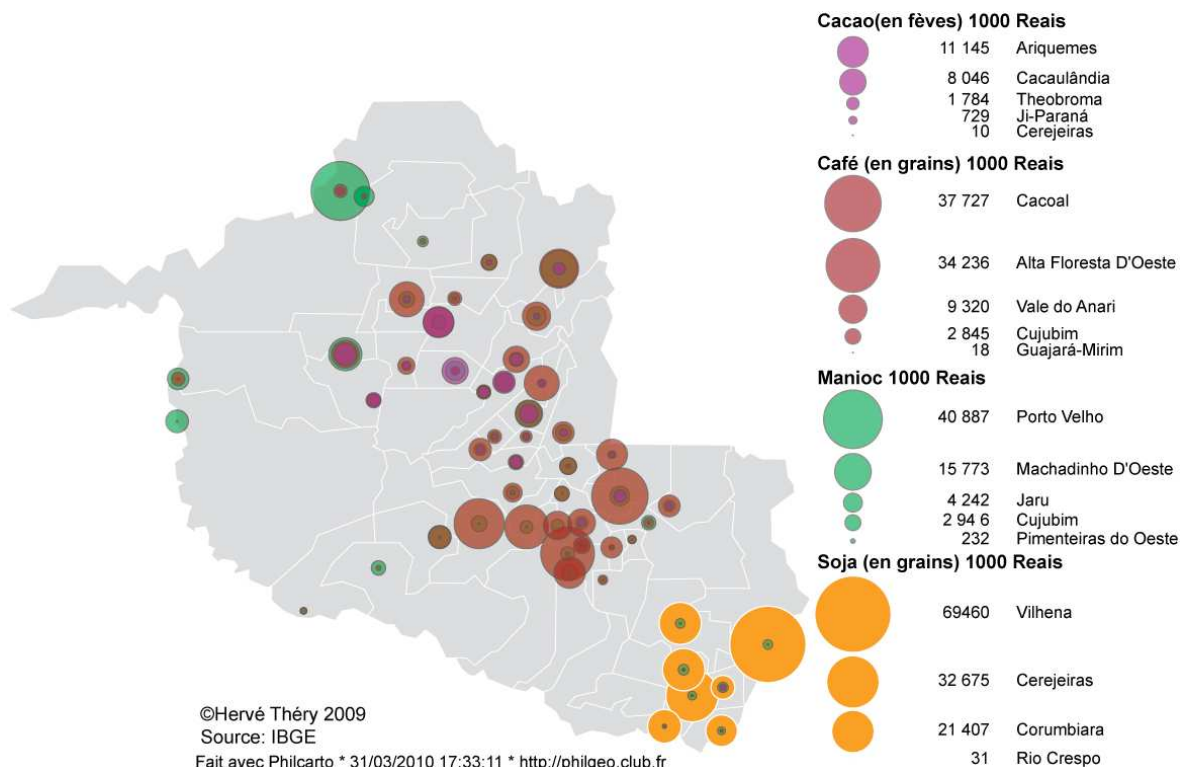 Cacao(en fèves) 1000 Reais
11 145 Ariquemes
8 046 Cacaulândia
1 784 Theobroma
729 Ji-Paraná
10 Cerejeiras
Café (en grains) 1000 Reais
37 727 Cacoal
34 236 Alta Floresta D'Oeste
9 320 Vale do Anari
2 845 Cujubim
18 Guajará-Mirim
Manioc 1000 Reais
40 887 Porto Velho
15 773 Machadinho D'Oeste
4 242 Jaru
2 94 6 Cujubim
232 Pimenteiras do Oeste
Soja (en grains) 1000 Reais
69460 Vilhena
32 675 Cerejeiras
21 407 Corumbiara
31 Rio Crespo
©Hervé Théry 2009
Source: IBGE
Fait avec Philcarto * 31/03/2010 17:33:11 * http://philgeo.club.fr